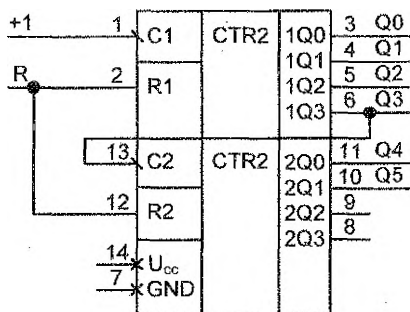 +1 1 C1 CTR2 1Q0 3 Q0
1Q1 4 Q1
R 2 R1 1Q2 5 Q2
1Q3 6 Q3
13 C2 CTR2 2Q0 11 Q4
2Q1 10 Q5
12 R2 2Q2 9
2Q3 8
14 Ucc
7 GND